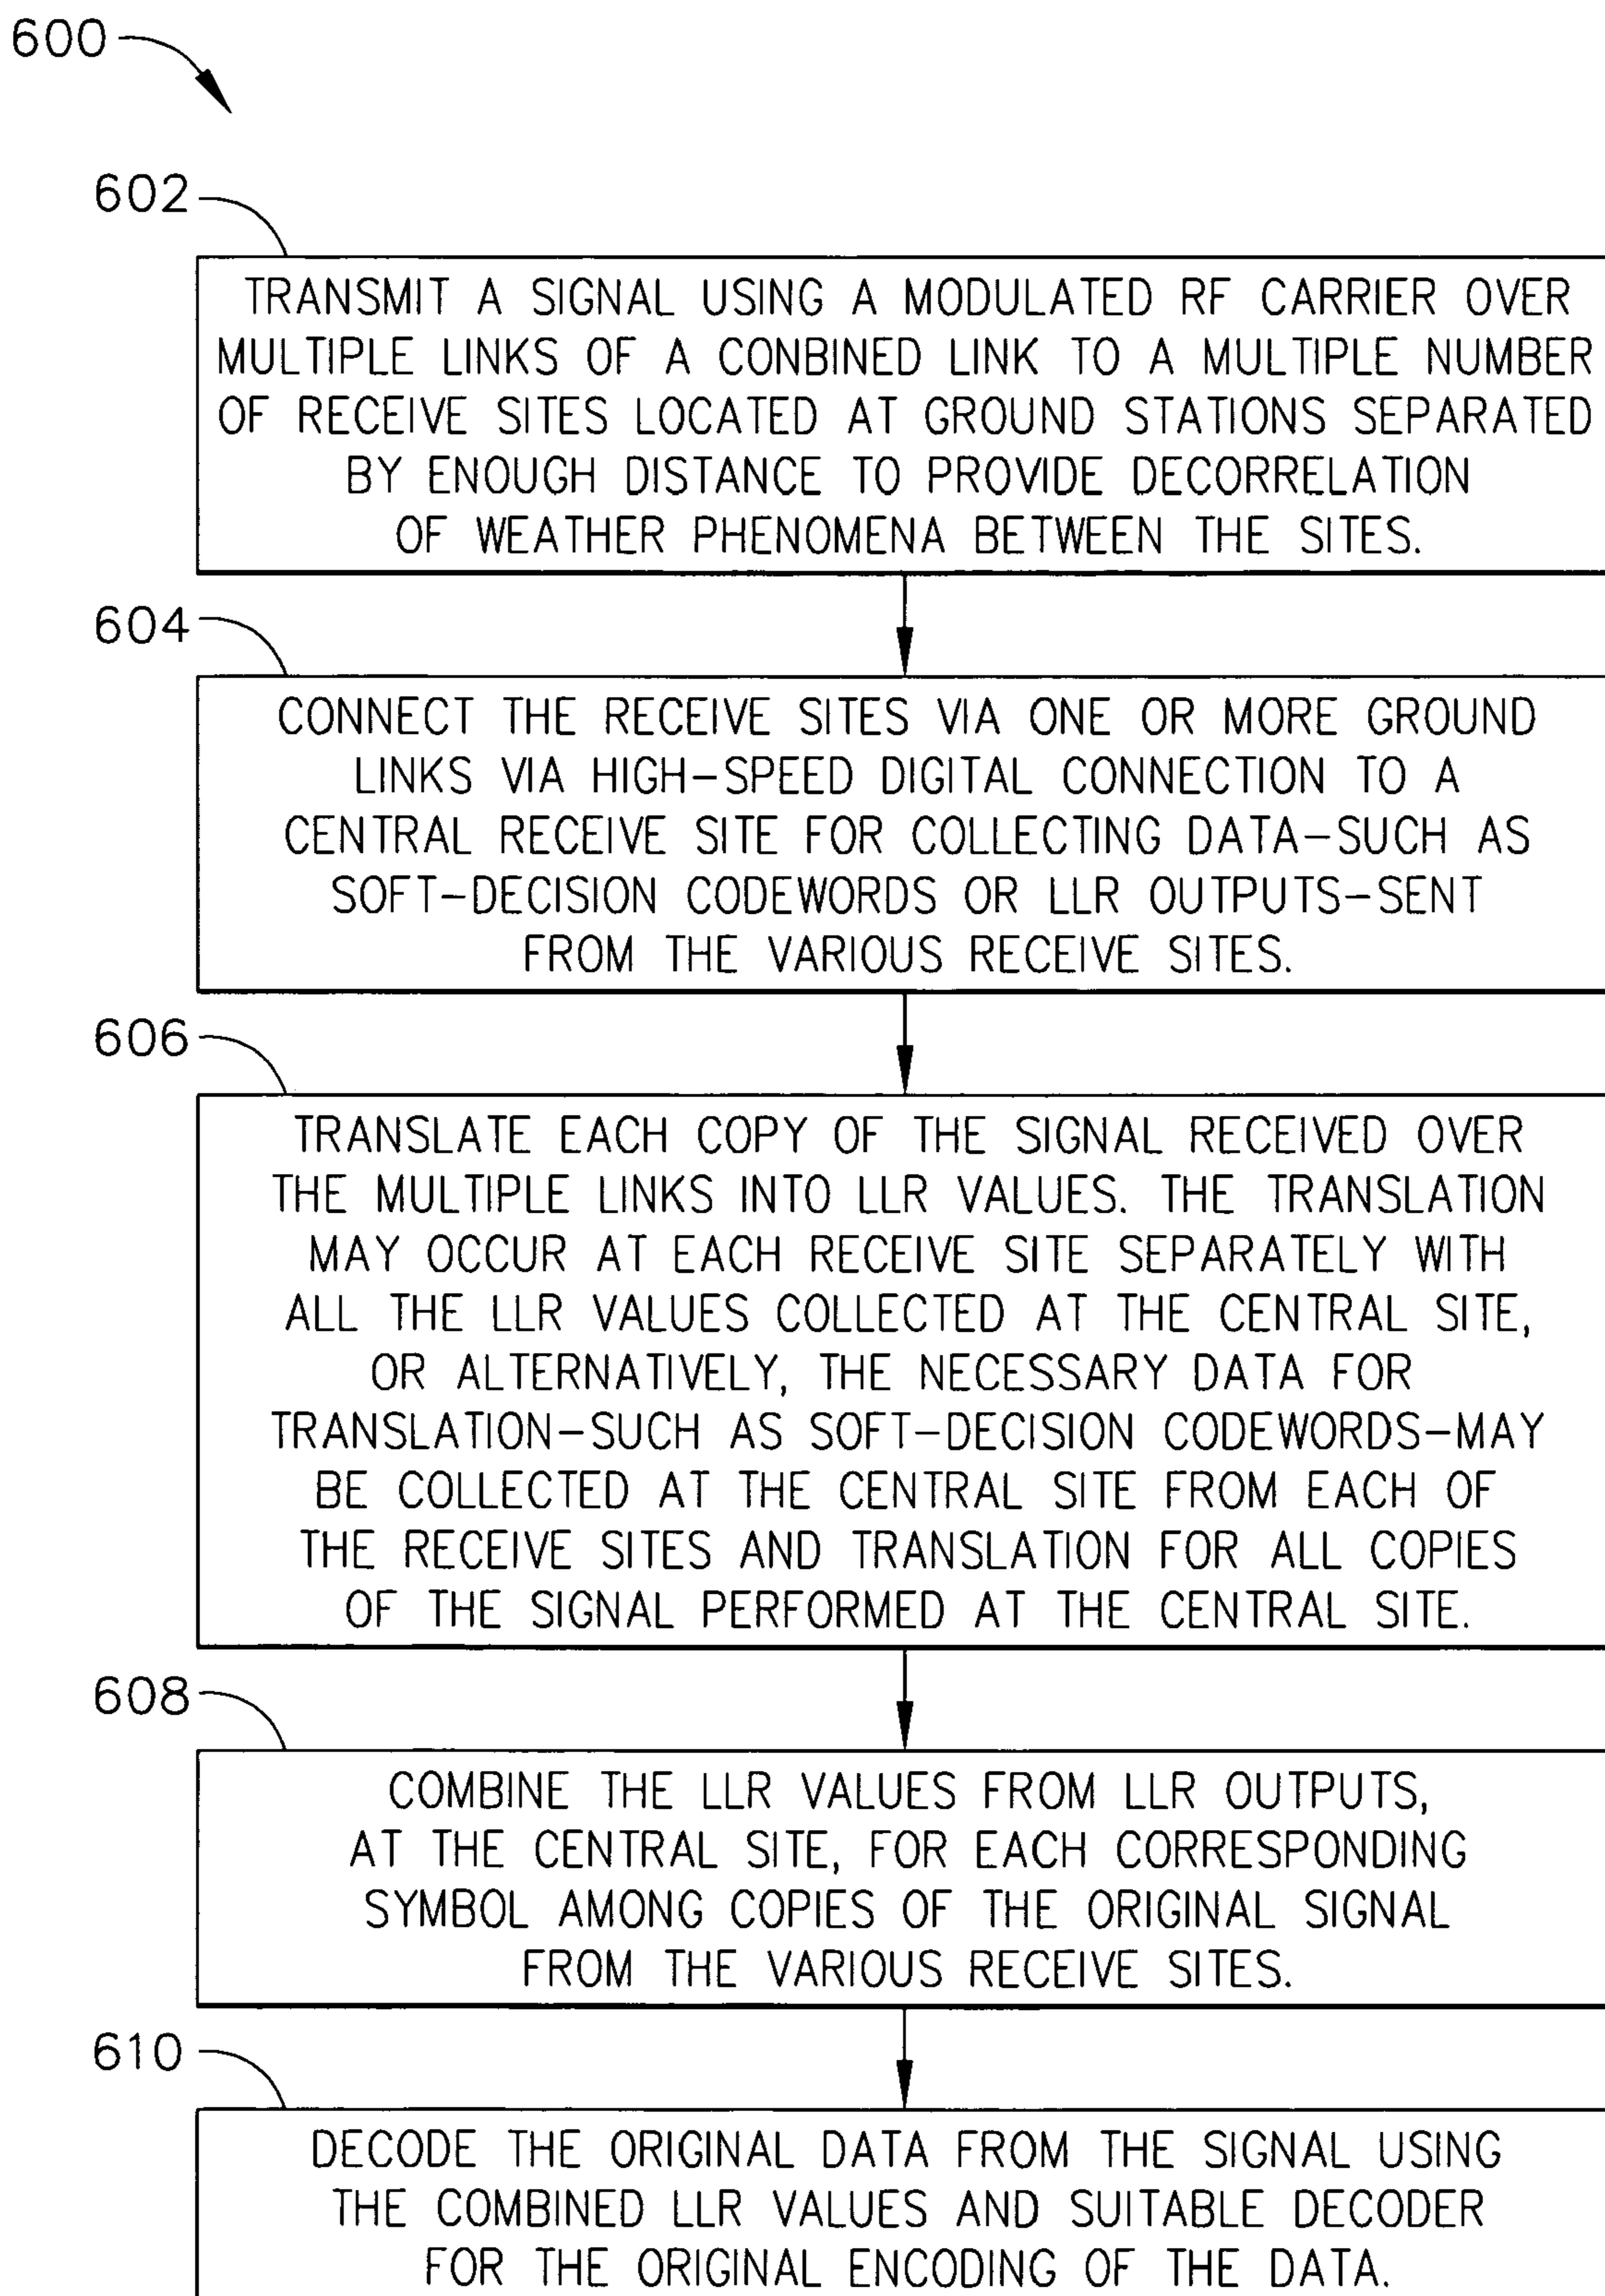 600
602
TRANSMIT A SIGNAL USING A MODULATED RF CARRIER OVER
MULTIPLE LINKS OF A CONBINED LINK TO A MULTIPLE NUMBER
OF RECEIVE SITES LOCATED AT GROUND STATIONS SEPARATED
BY ENOUGH DISTANCE TO PROVIDE DECORRELATION
OF WEATHER PHENOMENA BETWEEN THE SITES.
604
CONNECT THE RECEIVE SITES VIA ONE OR MORE GROUND
LINKS VIA HIGH-SPEED DIGITAL CONNECTION TO A
CENTRAL RECEIVE SITE FOR COLLECTING DATA-SUCH AS
SOFT-DECISION CODEWORDS OR LLR OUTPUTS-SENT
FROM THE VARIOUS RECEIVE SITES.
606
TRANSLATE EACH COPY OF THE SIGNAL RECEIVED OVER
THE MULTIPLE LINKS INTO LLR VALUES. THE TRANSLATION
MAY OCCUR AT EACH RECEIVE SITE SEPARATELY WITH
ALL THE LLR VALUES COLLECTED AT THE CENTRAL SITE,
OR ALTERNATIVELY, THE NECESSARY DATA FOR
TRANSLATION-SUCH AS SOFT-DECISION CODEWORDS-MAY
BE COLLECTED AT THE CENTRAL SITE FROM EACH OF
THE RECEIVE SITES AND TRANSLATION FOR ALL COPIES
OF THE SIGNAL PERFORMED AT THE CENTRAL SITE.
608
COMBINE THE LLR VALUES FROM LLR OUTPUTS,
AT THE CENTRAL SITE, FOR EACH CORRESPONDING
SYMBOL AMONG COPIES OF THE ORIGINAL SIGNAL
FROM THE VARIOUS RECEIVE SITES.
610
DECODE THE ORIGINAL DATA FROM THE SIGNAL USING
THE COMBINED LLR VALUES AND SUITABLE DECODER
FOR THE ORIGINAL ENCODING OF THE DATA.